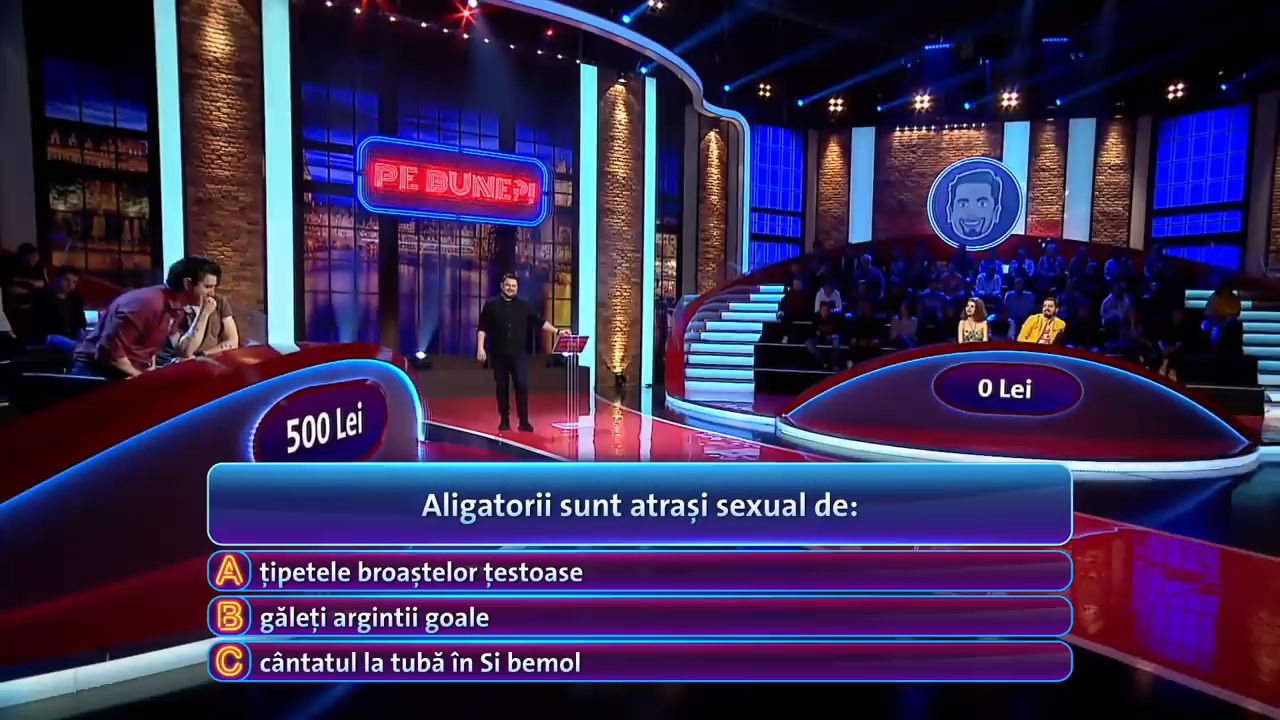 PE BUNE?!
500 Lei
0 Lei
Aligatorii sunt atrași sexual de:
A țipetele broaștelor țestoase
B găleți argintii goale
C cântatul la tubă în Si bemol